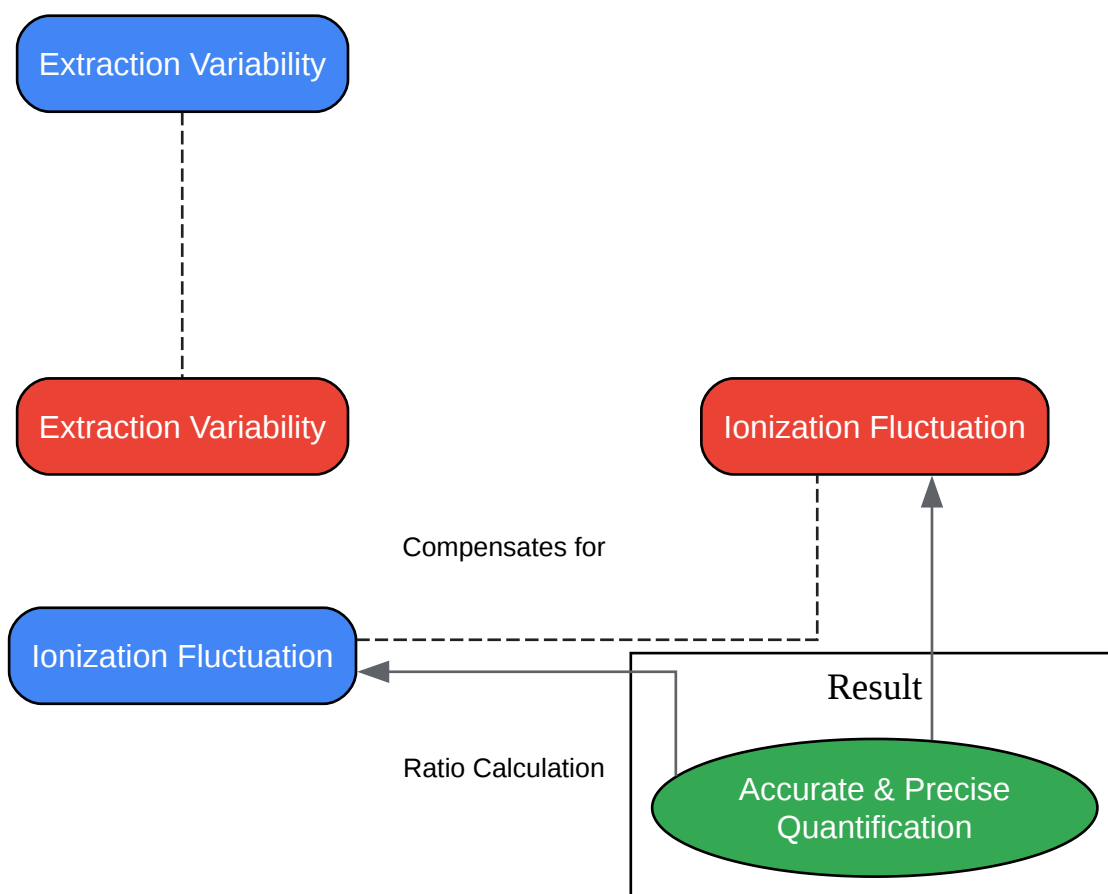 Extraction Variability
Extraction Variability
Ionization Fluctuation
Compensates for
Ionization Fluctuation
Result
Ratio Calculation
Accurate & Precise
Quantification